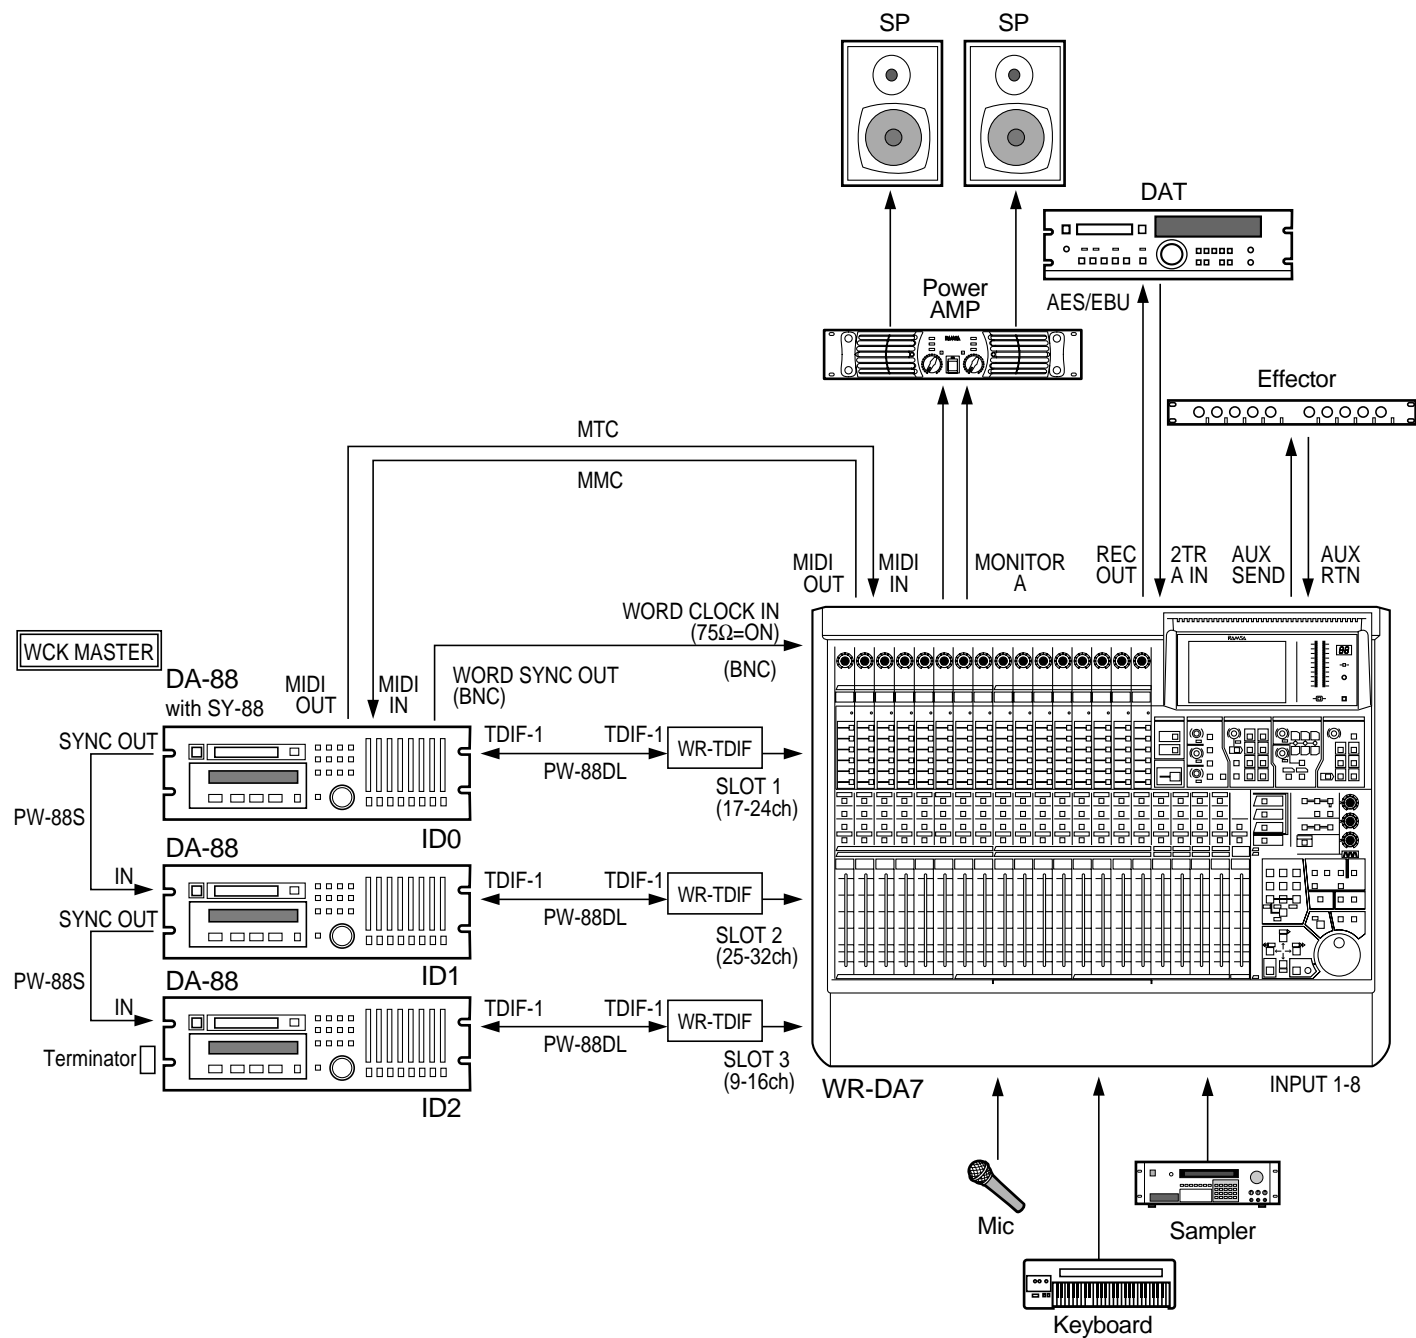 SP
SP
DAT
AES/EBU
Power
AMP
RAMSA
Effector
MTC
MMC
MIDI
OUT
MIDI
IN
MONITOR
A
REC
OUT
2TR
A IN
AUX
SEND
AUX
RTN
WORD CLOCK IN
(75Ω=ON)
(BNC)
WORD SYNC OUT
(BNC)
WCK MASTER
DA-88
with SY-88
MIDI
OUT
MIDI
IN
RAMSA
SYNC OUT
TDIF-1
TDIF-1
PW-88DL
WR-TDIF
SLOT 1
(17-24ch)
PW-88S
ID0
DA-88
IN
SYNC OUT
TDIF-1
TDIF-1
PW-88DL
WR-TDIF
SLOT 2
(25-32ch)
PW-88S
ID1
DA-88
IN
TDIF-1
TDIF-1
PW-88DL
WR-TDIF
SLOT 3
(9-16ch)
Terminator
ID2
WR-DA7
INPUT 1-8
Mic
Sampler
Keyboard